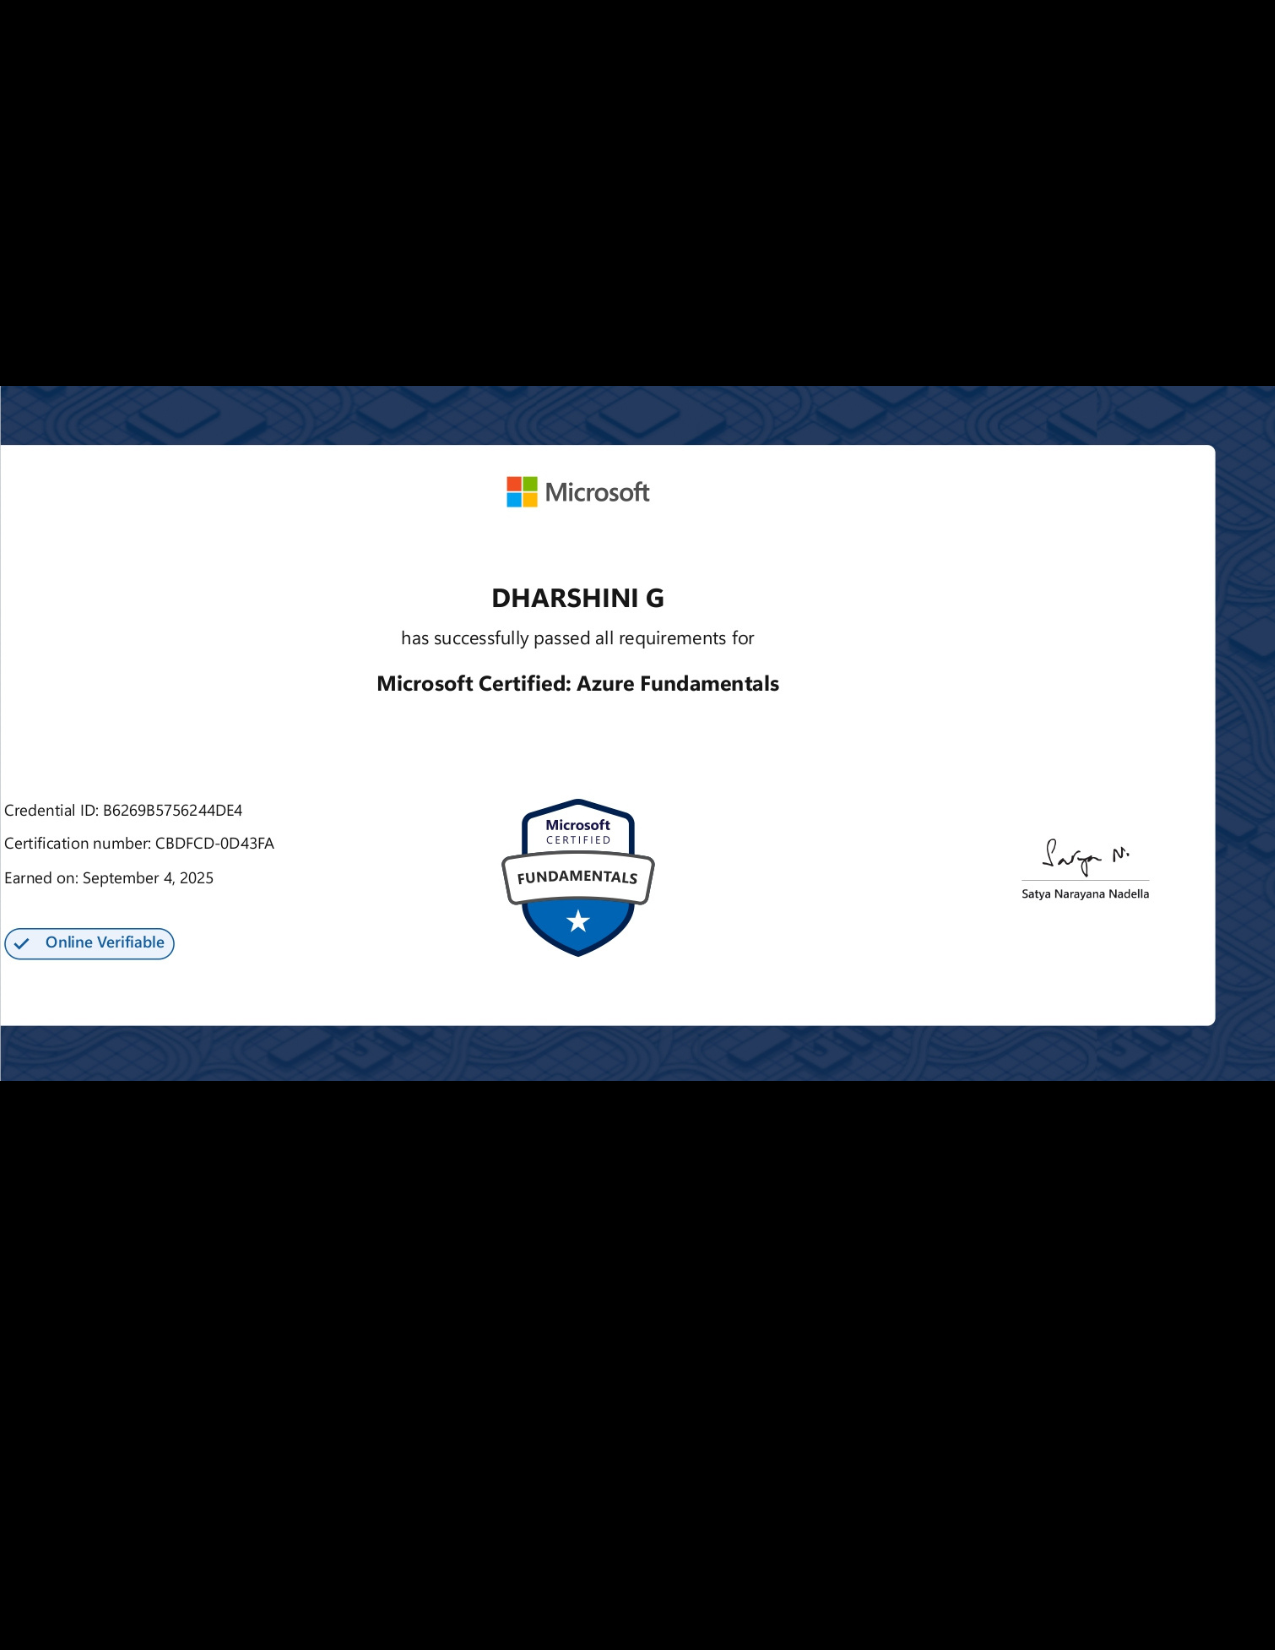 Microsoft
DHARSHINI G
has successfully passed all requirements for
Microsoft Certified: Azure Fundamentals
Credential ID: B6269B5756244DE4
Certification number: CBDFCD-0D43FA
Earned on: September 4, 2025
Online Verifiable
Microsoft
CERTIFIED
FUNDAMENTALS
Satya N.
Satya Narayana Nadella